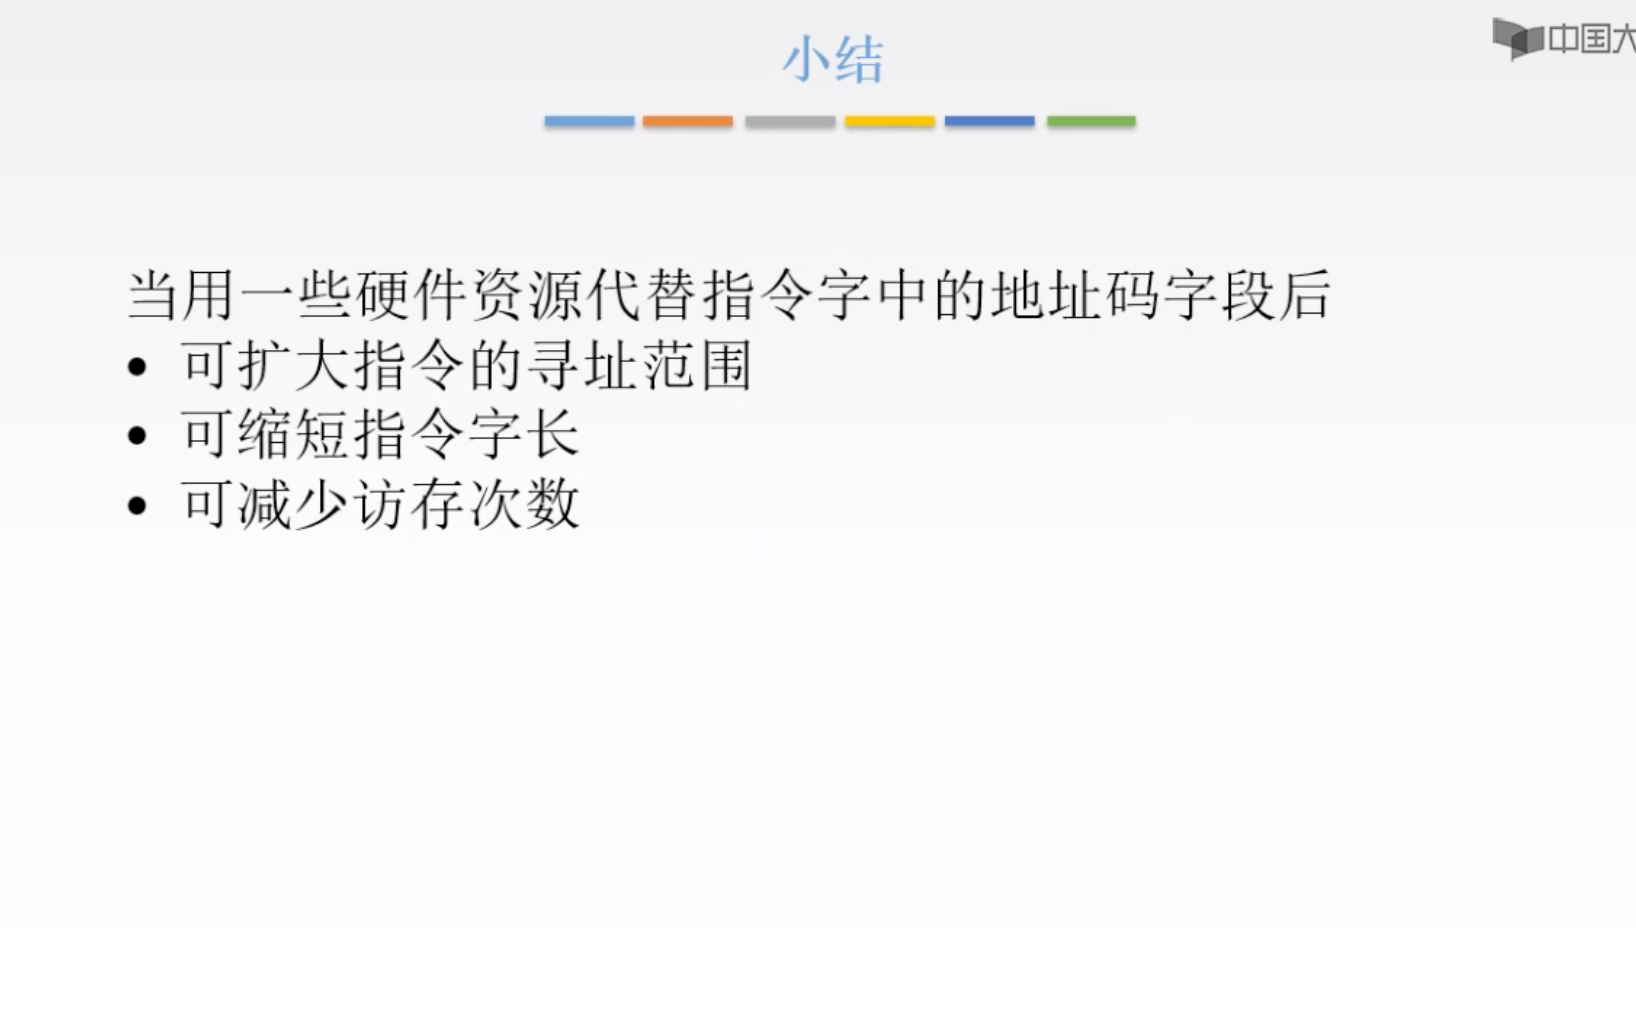 小结
中国大
当用一些硬件资源代替指令字中的地址码字段后
• 可扩大指令的寻址范围
• 可缩短指令字长
• 可减少访存次数